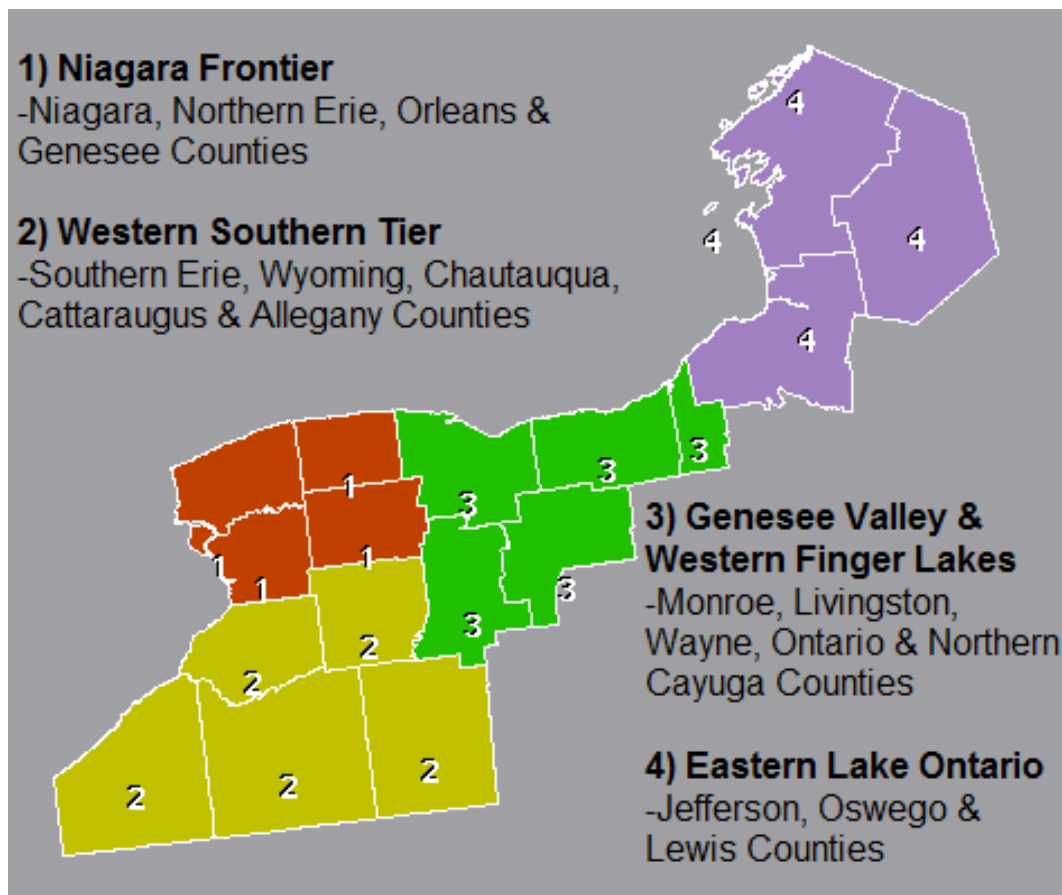 1) Niagara Frontier
-Niagara, Northern Erie, Orleans &
Genesee Counties
2) Western Southern Tier
-Southern Erie, Wyoming, Chautauqua,
Cattaraugus & Allegany Counties
4
4
4
4
3
1
3
3
3) Genesee Valley &
Western Finger Lakes
-Monroe, Livingston,
Wayne, Ontario & Northern
Cayuga Counties
1
1
1
3
3
2
2
2
2
2
4) Eastern Lake Ontario
-Jefferson, Oswego &
Lewis Counties